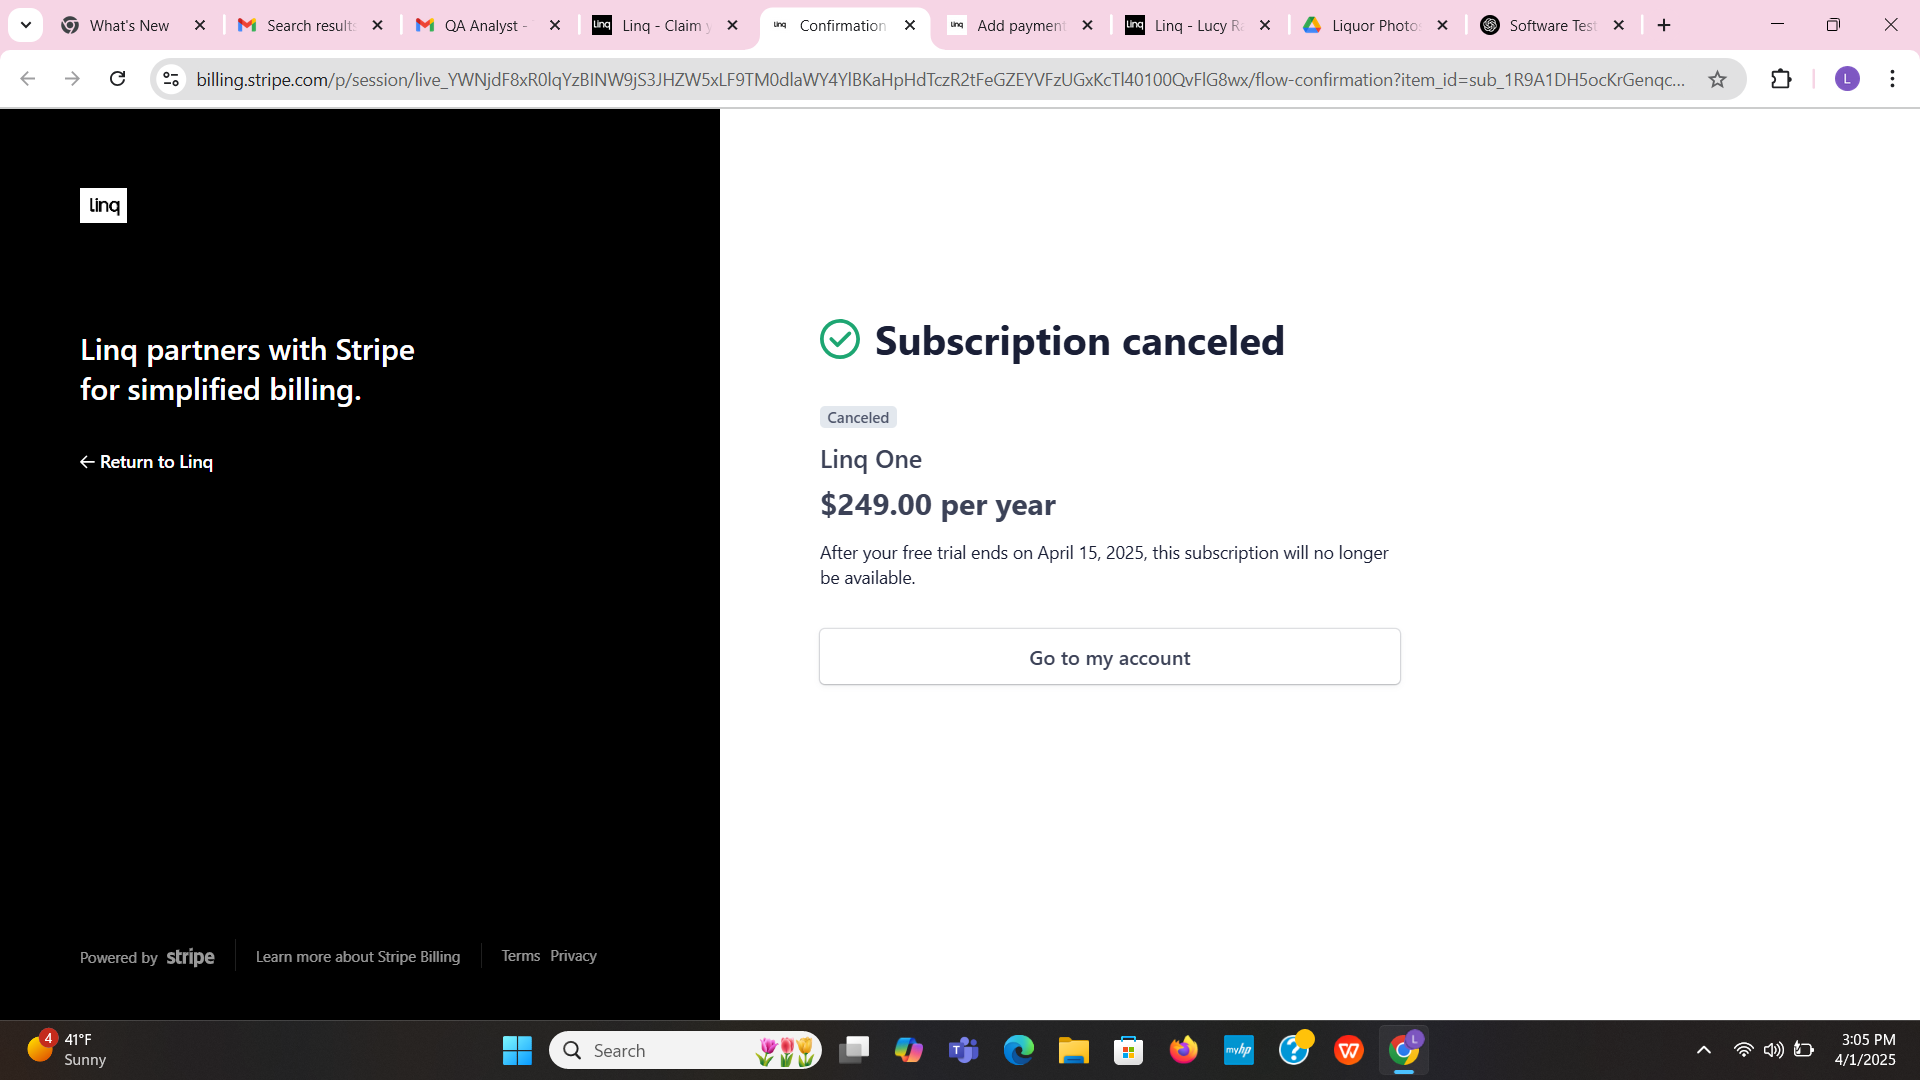 What's New
Search results
QA Analyst -
Linq - Claim y
Confirmation
Add payment
Linq - Lucy Ra
Liquor Photos
Software Test
billing.stripe.com/p/session/live_YWNjdF8xR0lqYzBINW9jS3JHZW5xLF9TM0dlaWY4YlBKaHpHdTczR2tFeGZEYVFzUGxKcTl40100QvFlG8wx/flow-confirmation?item_id=sub_1R9A1DH5ocKrGenqc...
L
linq
Linq partners with Stripe
for simplified billing.
Return to Linq
Subscription canceled
Canceled
Linq One
$249.00 per year
After your free trial ends on April 15, 2025, this subscription will no longer
be available.
Go to my account
Powered by stripe
Learn more about Stripe Billing
Terms Privacy
4
41°F
Sunny
Search
myhp
L
3:05 PM
4/1/2025